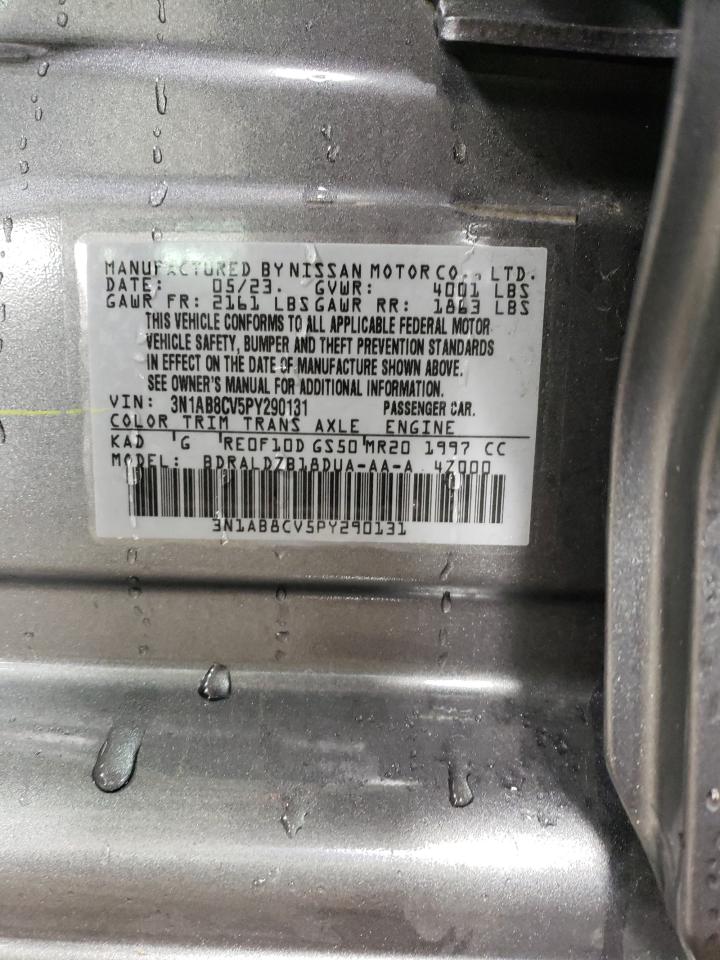 MANUFACTURED BY NISSAN MOTOR CO., LTD.
DATE: 05/23. GVWR: 4001 LBS
GAWR FR: 2161 LBS GAWR RR: 1863 LBS
THIS VEHICLE CONFORMS TO ALL APPLICABLE FEDERAL MOTOR
VEHICLE SAFETY, BUMPER AND THEFT PREVENTION STANDARDS
IN EFFECT ON THE DATE OF MANUFACTURE SHOWN ABOVE.
SEE OWNER'S MANUAL FOR ADDITIONAL INFORMATION.
VIN: 3N1AB8CV5PY290131 PASSENGER CAR.
COLOR TRIM TRANS AXLE ENGINE
KAD G RE0F10D GS50 MR20 1997 CC
MODEL: BDRALDZB18DUA-AA-A 4Z000
3N1AB8CV5PY290131